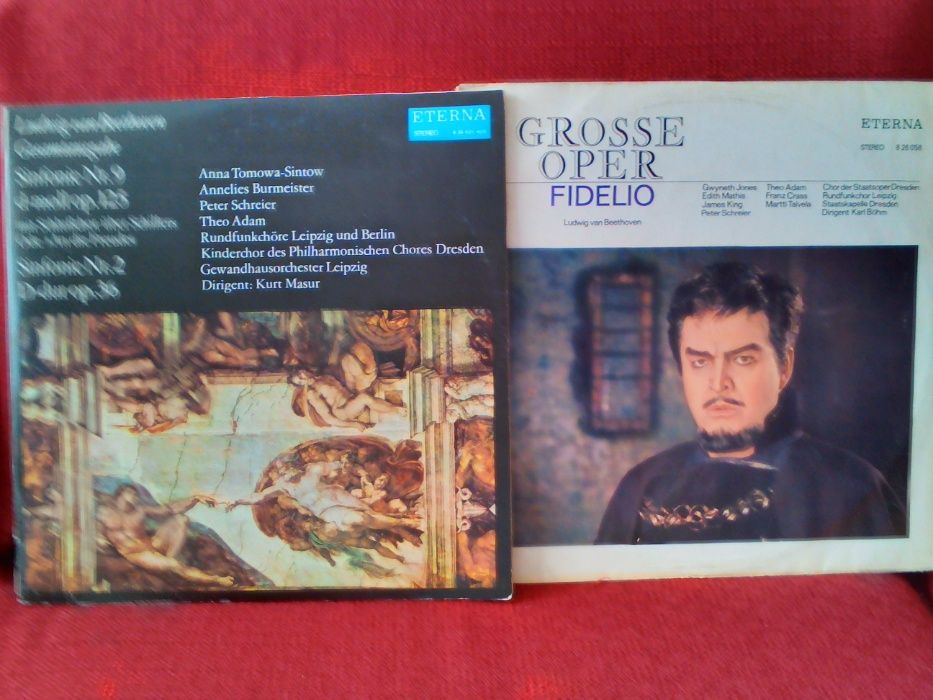 Ludwig van Beethoven
Gesamtausgabe
Sinfonie Nr. 9
d-moll op. 125
Sinfonie Nr. 2
D-dur op. 36
ETERNA
STEREO
Anna Tomowa-Sintow
Annelies Burmeister
Peter Schreier
Theo Adam
Rundfunkchöre Leipzig und Berlin
Kinderchor des Philharmonischen Chores Dresden
Gewandhausorchester Leipzig
Dirigent: Kurt Masur
GROSSE
OPER
FIDELIO
Ludwig van Beethoven
Gwyneth Jones
Edith Mathis
James King
Peter Schreier
Theo Adam
Franz Crass
Martti Talvela
Chor der Staatsoper Dresden
Rundfunkchor Leipzig
Staatskapelle Dresden
Dirigent Karl Böhm
ETERNA
STEREO 8 26 058